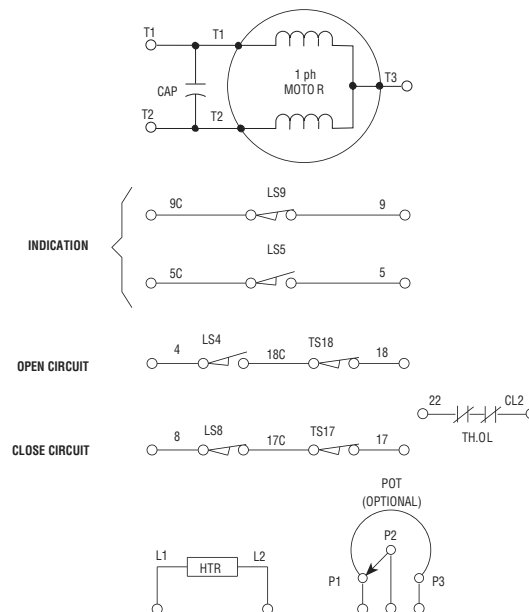 T1 T1
1 ph
MOTO R
T3
CAP
T2 T2
LS9
9C 9
INDICATION
LS5
5C 5
OPEN CIRCUIT
4 LS4 18C TS18 18
22 CL2
TH.OL
CLOSE CIRCUIT
8 LS8 17C TS17 17
POT
(OPTIONAL)
P2
L1 HTR L2
P1 P3